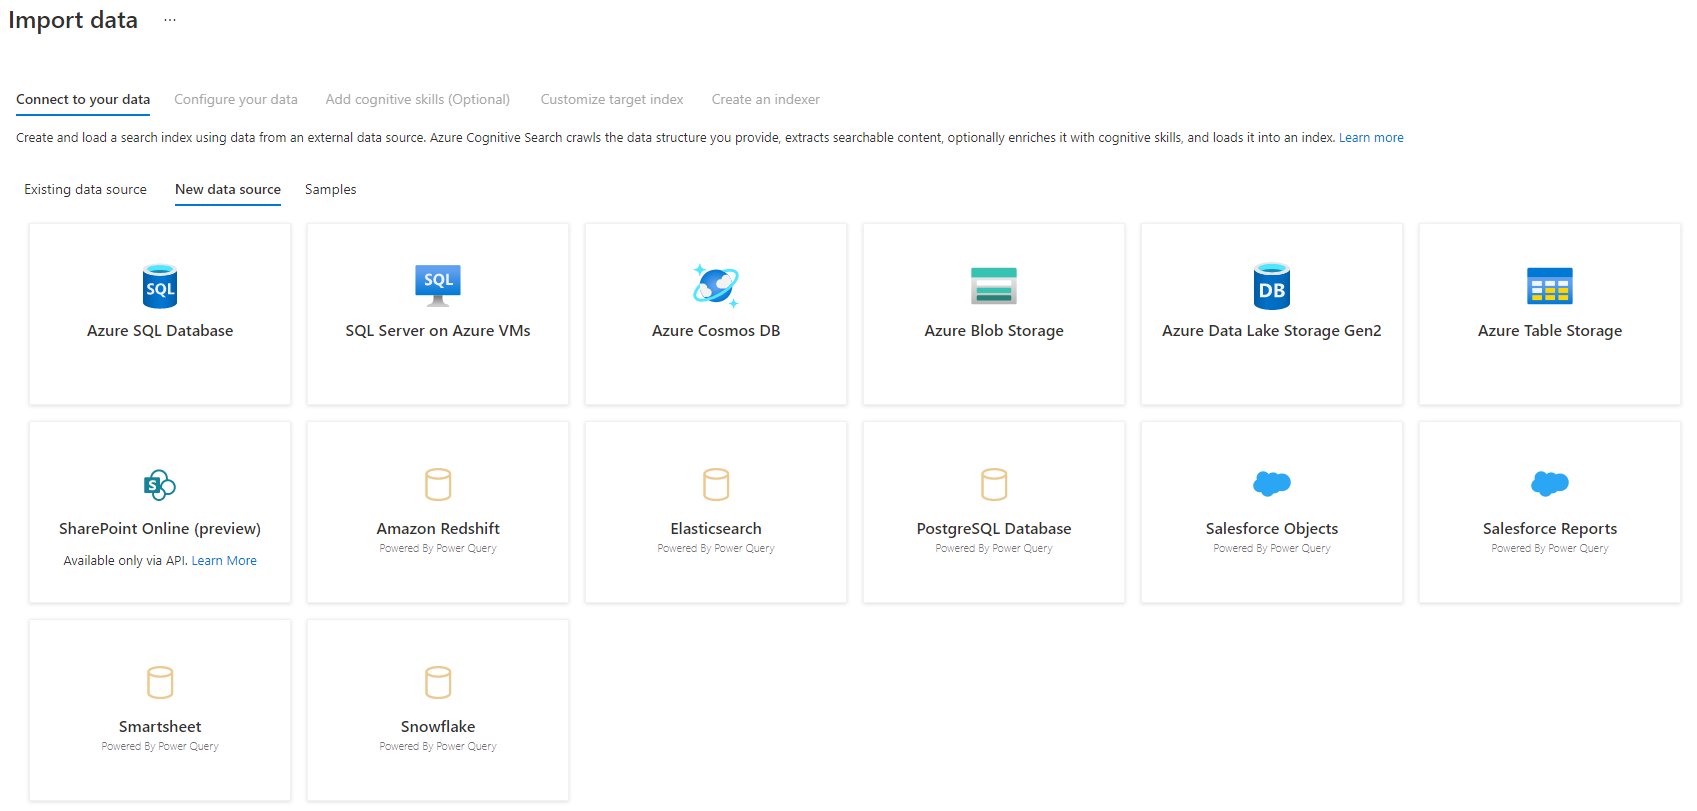 Import data ...
Connect to your data Configure your data Add cognitive skills (Optional) Customize target index Create an indexer
Create and load a search index using data from an external data source. Azure Cognitive Search crawls the data structure you provide, extracts searchable content, optionally enriches it with cognitive skills, and loads it into an index. Learn more
Existing data source New data source Samples
SQL
Azure SQL Database
SQL
SQL Server on Azure VMs
Azure Cosmos DB
Azure Blob Storage
DB
Azure Data Lake Storage Gen2
Azure Table Storage
S
SharePoint Online (preview)
Available only via API. Learn More
Amazon Redshift
Powered By Power Query
Elasticsearch
Powered By Power Query
PostgreSQL Database
Powered By Power Query
Salesforce Objects
Powered By Power Query
Salesforce Reports
Powered By Power Query
Smartsheet
Powered By Power Query
Snowflake
Powered By Power Query